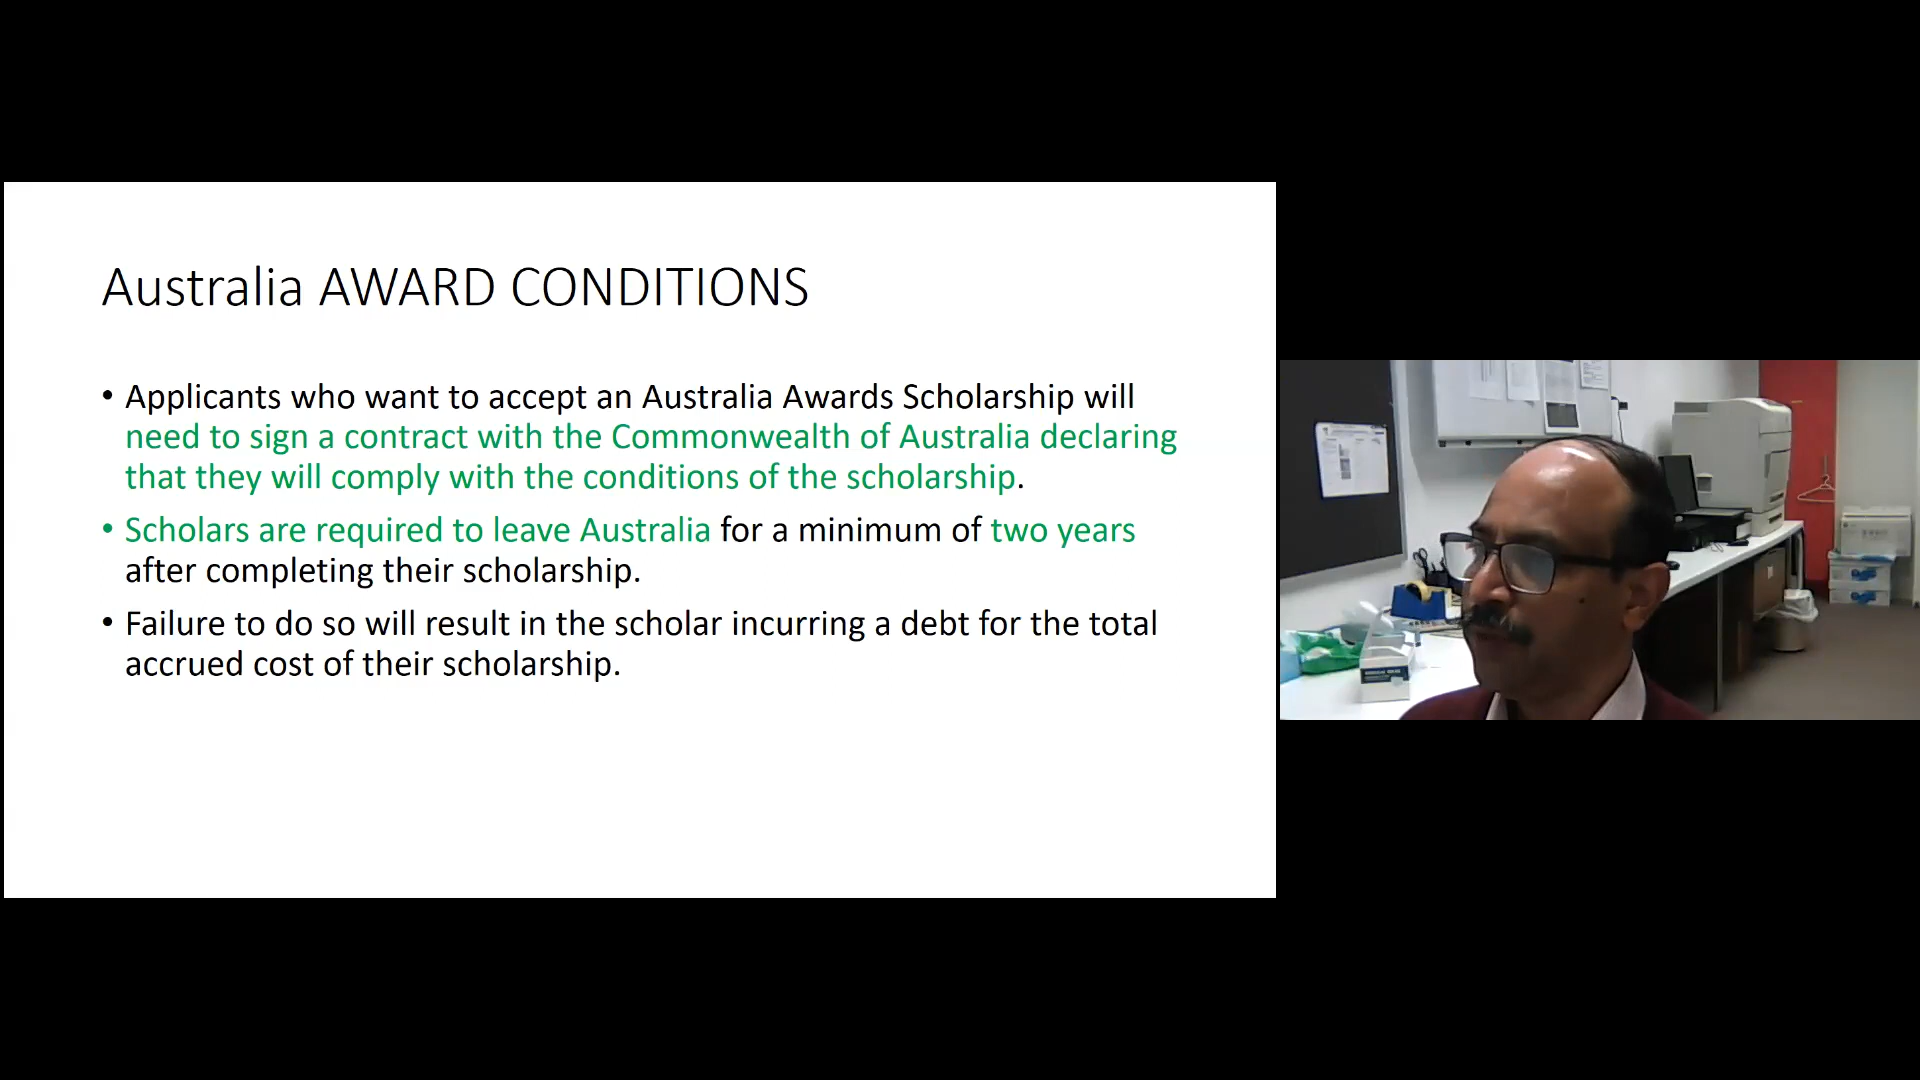 Australia AWARD CONDITIONS
• Applicants who want to accept an Australia Awards Scholarship will
need to sign a contract with the Commonwealth of Australia declaring
that they will comply with the conditions of the scholarship.
• Scholars are required to leave Australia for a minimum of two years
after completing their scholarship.
• Failure to do so will result in the scholar incurring a debt for the total
accrued cost of their scholarship.